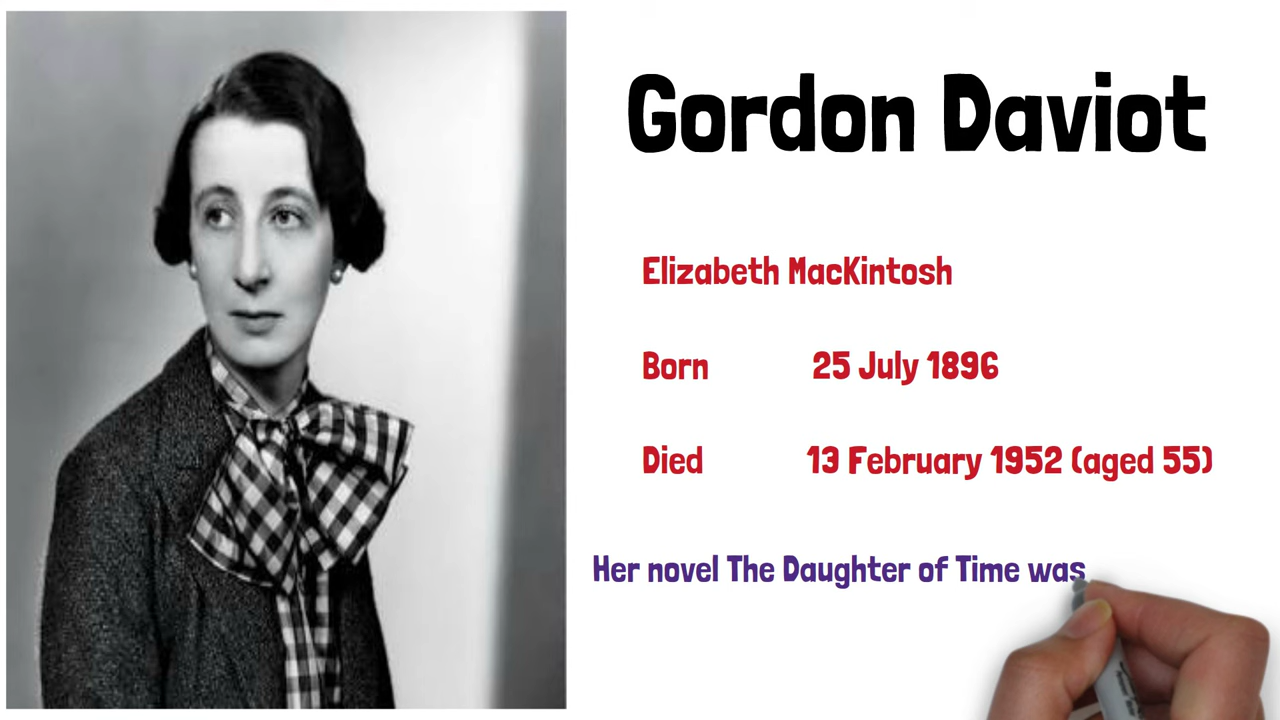 Gordon Daviot
Elizabeth MacKintosh
Born 25 July 1896
Died 13 February 1952 (aged 55)
Her novel The Daughter of Time was